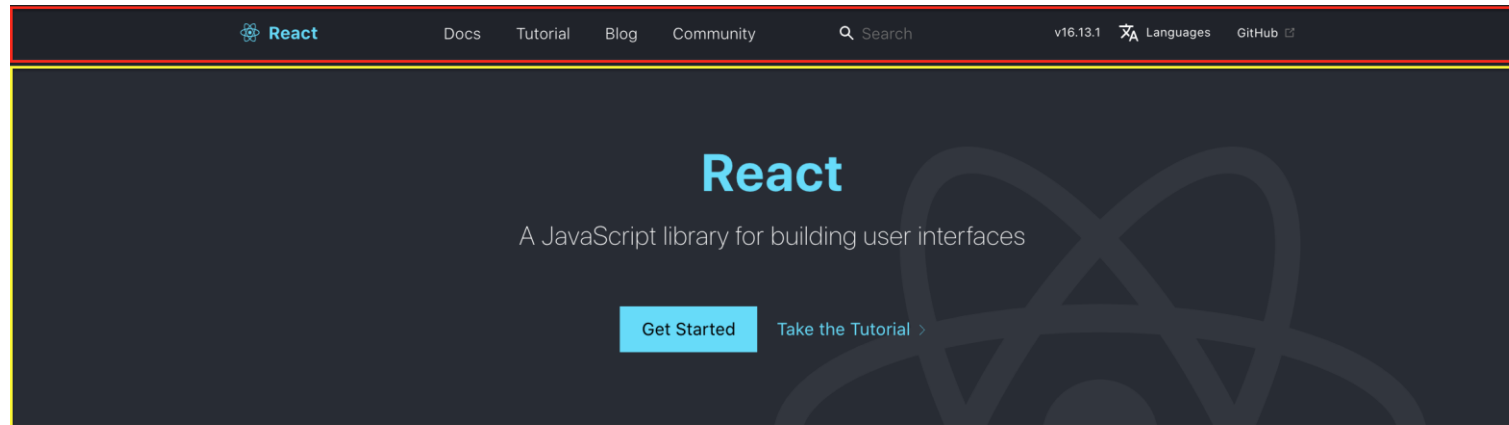 React Docs Tutorial Blog Community Search v16.13.1 Languages GitHub
React
A JavaScript library for building user interfaces
Get Started Take the Tutorial >